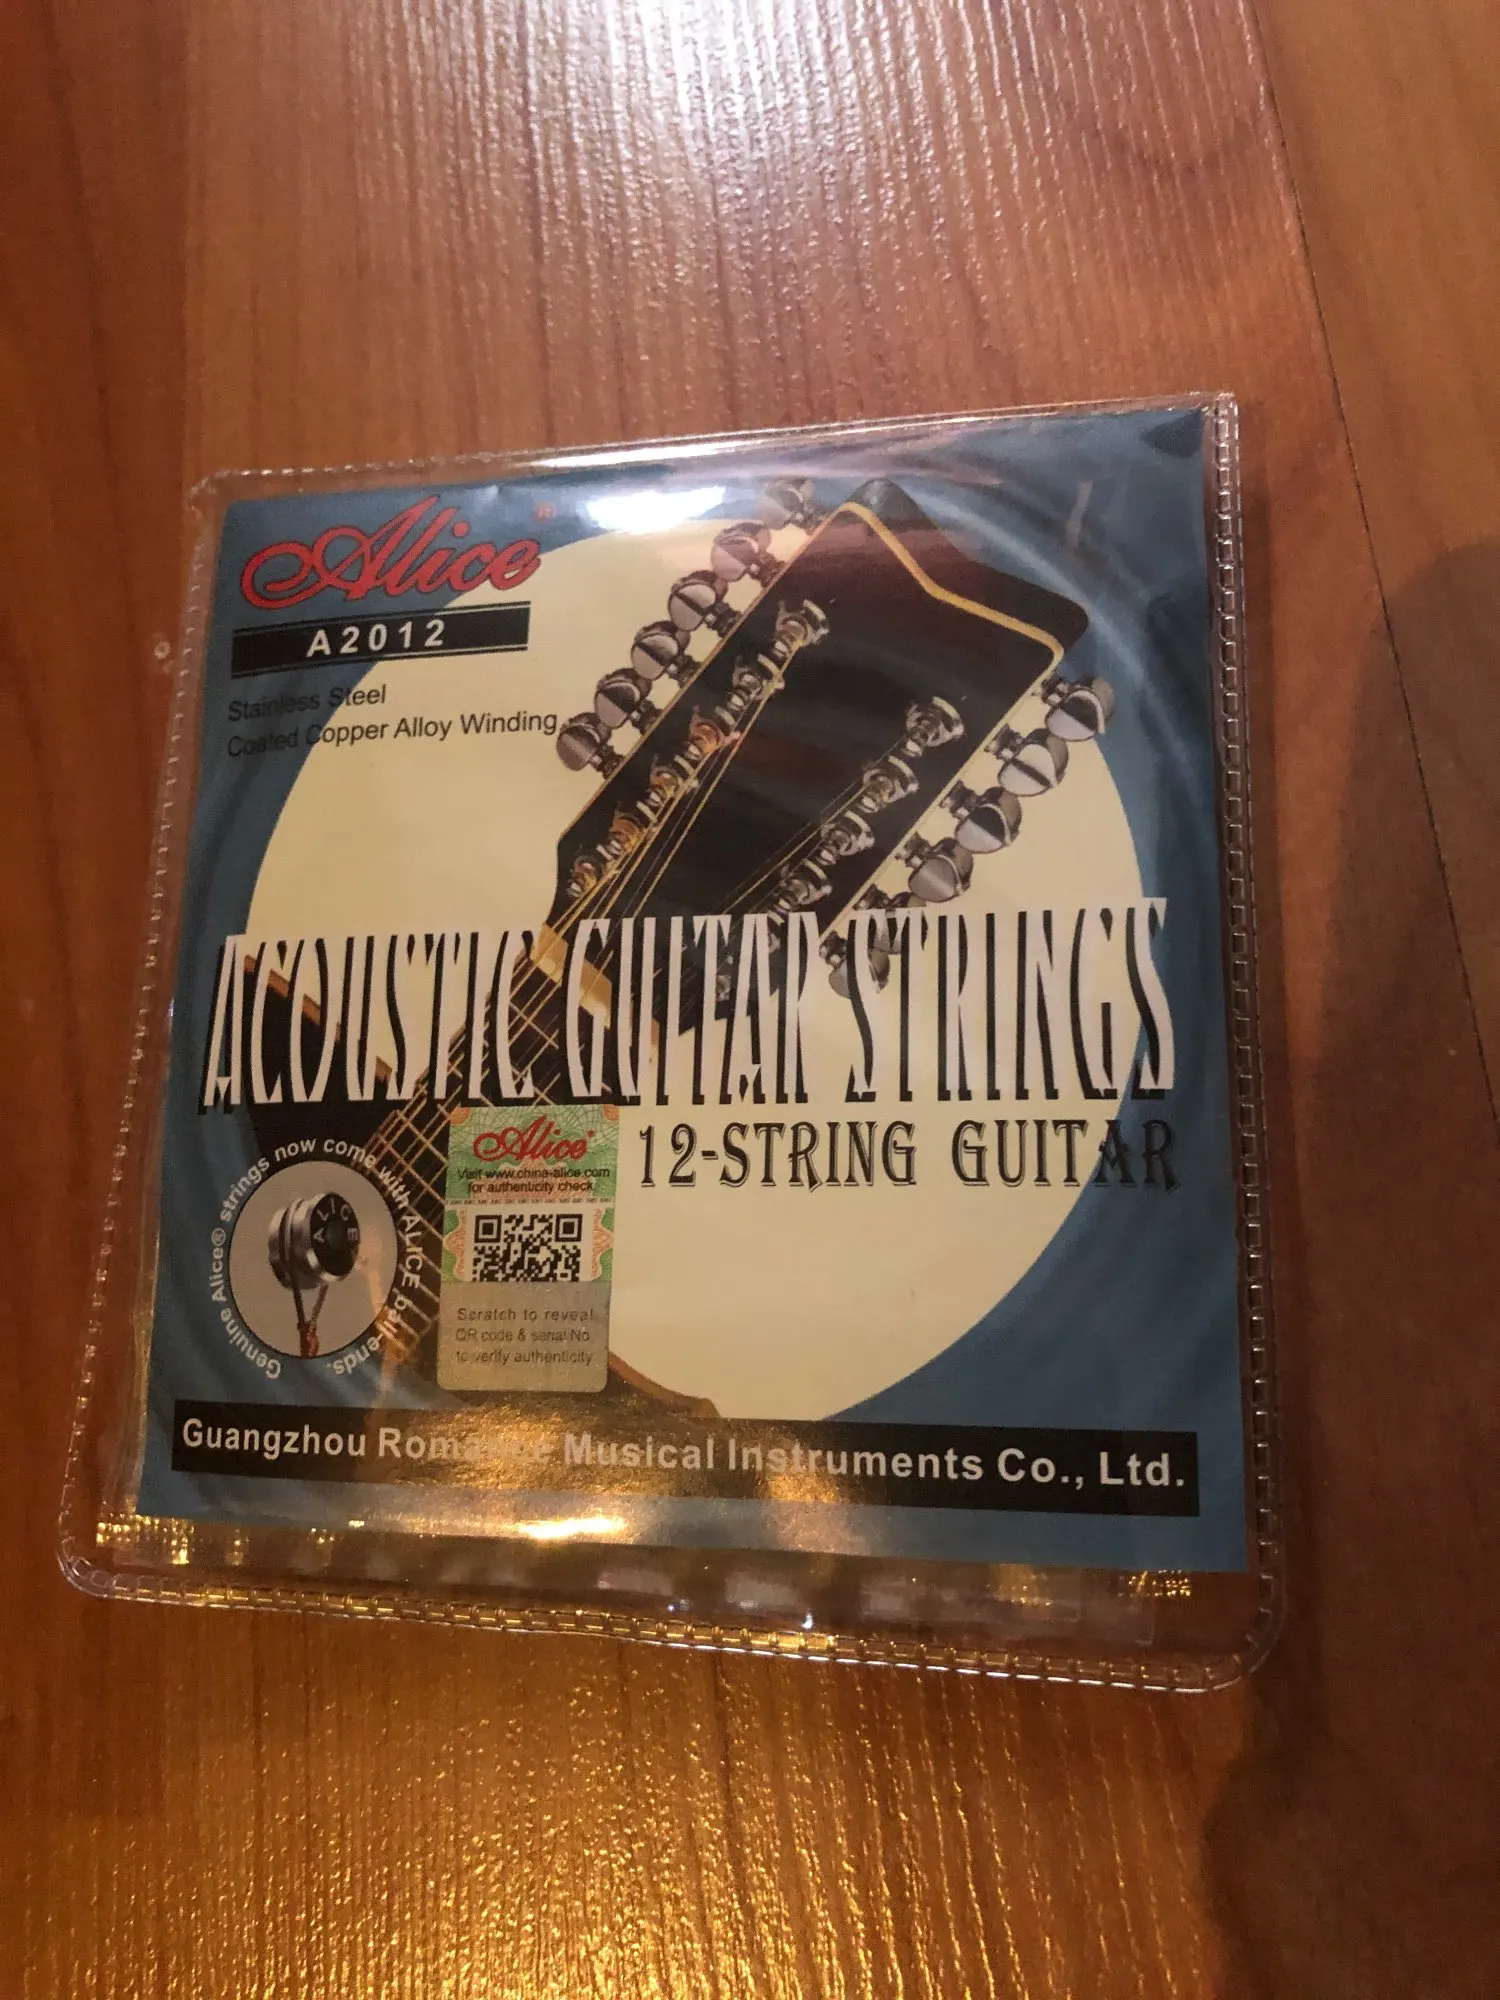 Alice®
A2012
Stainless Steel
Coated Copper Alloy Winding
ACOUSTIC GUITAR STRINGS
12-STRING GUITAR
Genuine Alice® strings now come with ALICE ball-ends.
ALICE
Alice®
Visit www.china-alice.com
for authenticity check
Scratch to reveal
QR code & serial No
to verify authenticity
Guangzhou Romance Musical Instruments Co., Ltd.